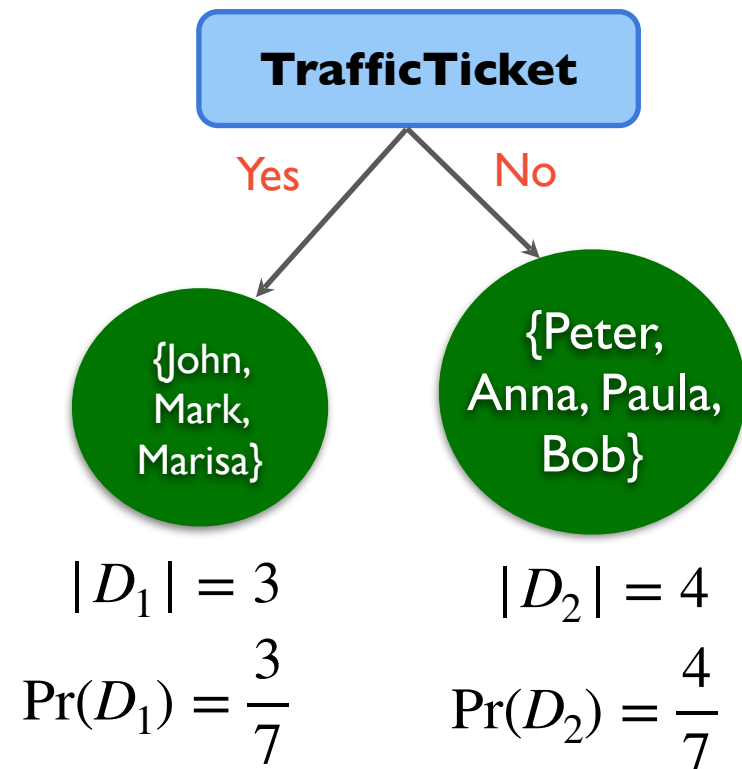 TrafficTicket
Yes
No
{John,
Mark,
Marisa}
{Peter,
Anna, Paula,
Bob}
|D₁| = 3
|D₂| = 4
Pr(D₁) = 3/7
Pr(D₂) = 4/7